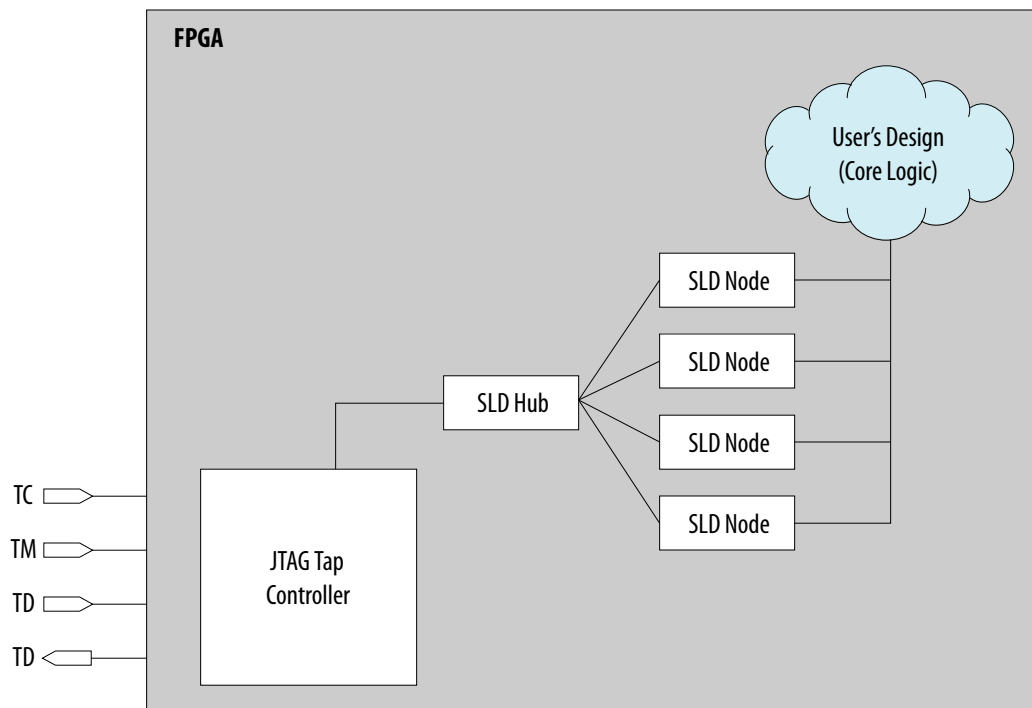 FPGA
User's Design
(Core Logic)
SLD Node
SLD Node
SLD Hub
SLD Node
SLD Node
JTAG Tap
Controller
TC
TM
TD
TD